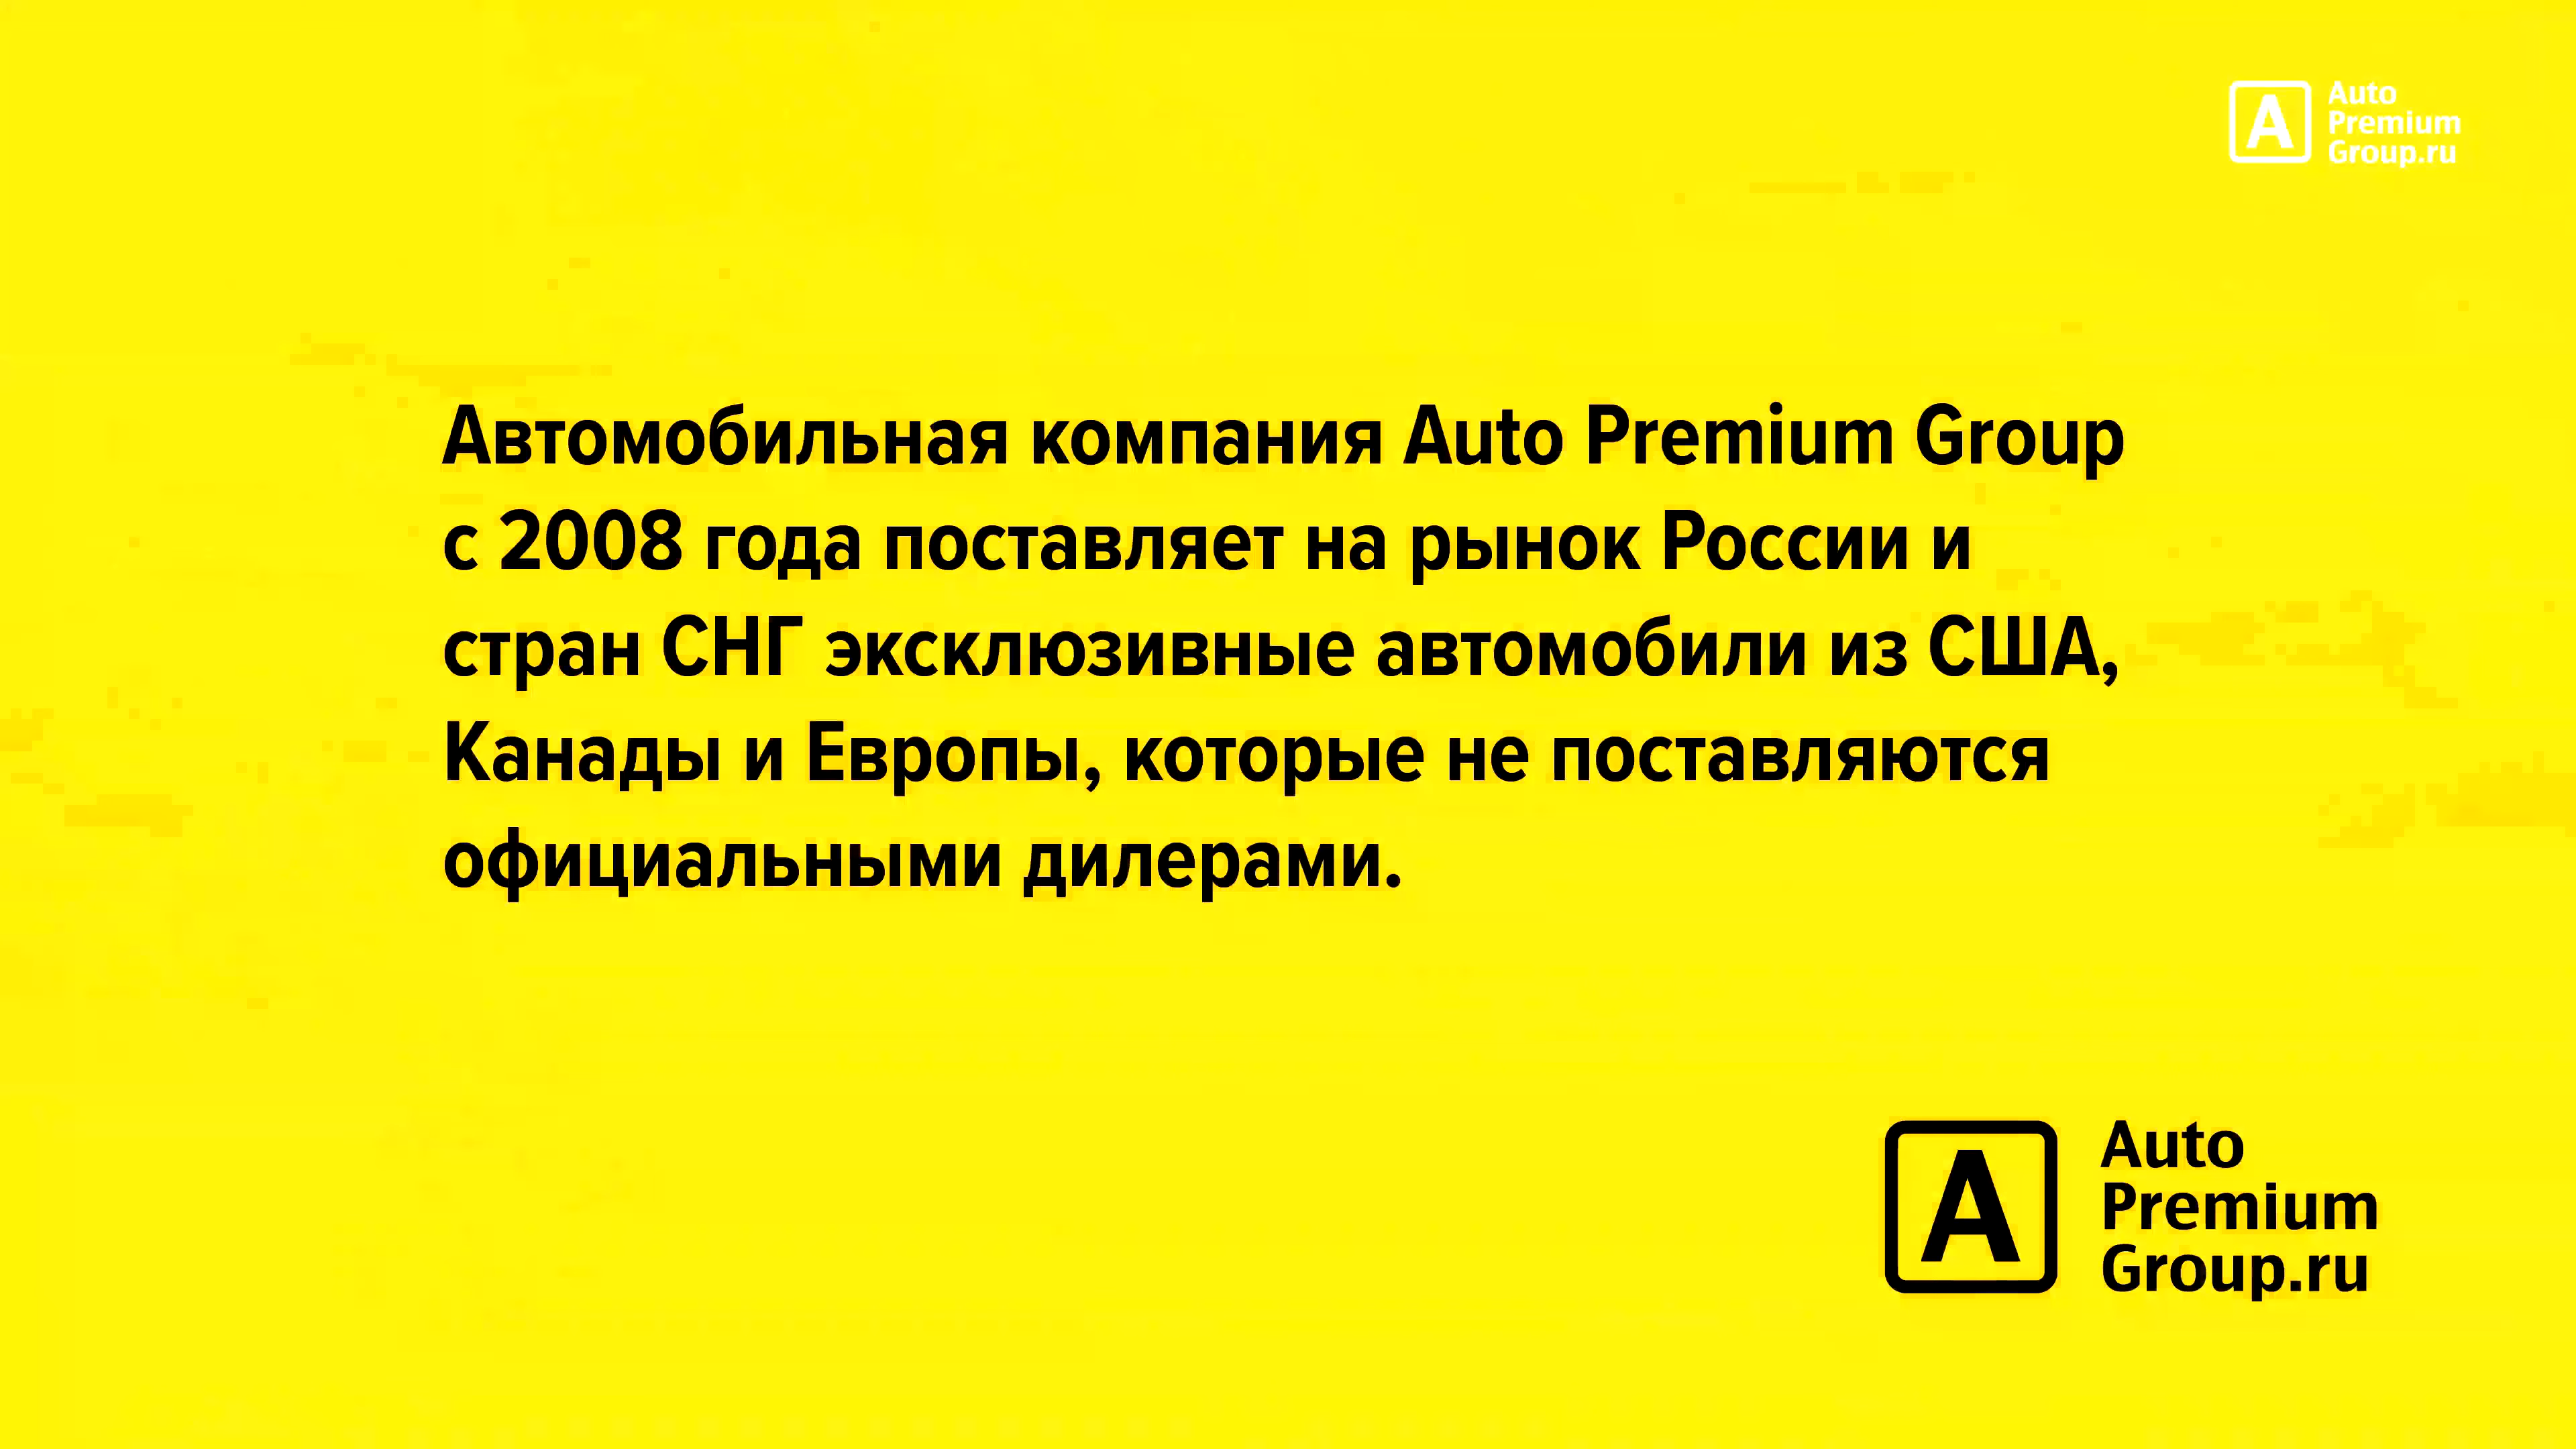 Auto
Premium
Group.ru
Автомобильная компания Auto Premium Group
с 2008 года поставляет на рынок России и
стран СНГ эксклюзивные автомобили из США,
Канады и Европы, которые не поставляются
официальными дилерами.
A
Auto
Premium
Group.ru